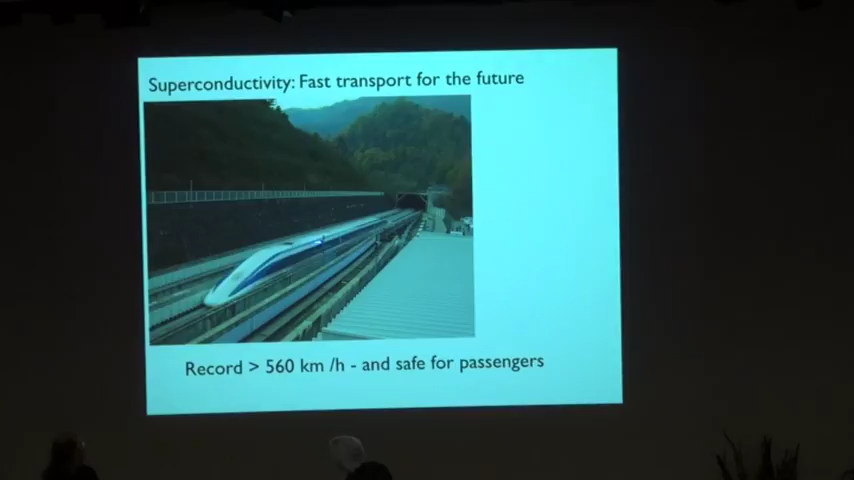 Superconductivity: Fast transport for the future
Record > 560 km /h - and safe for passengers